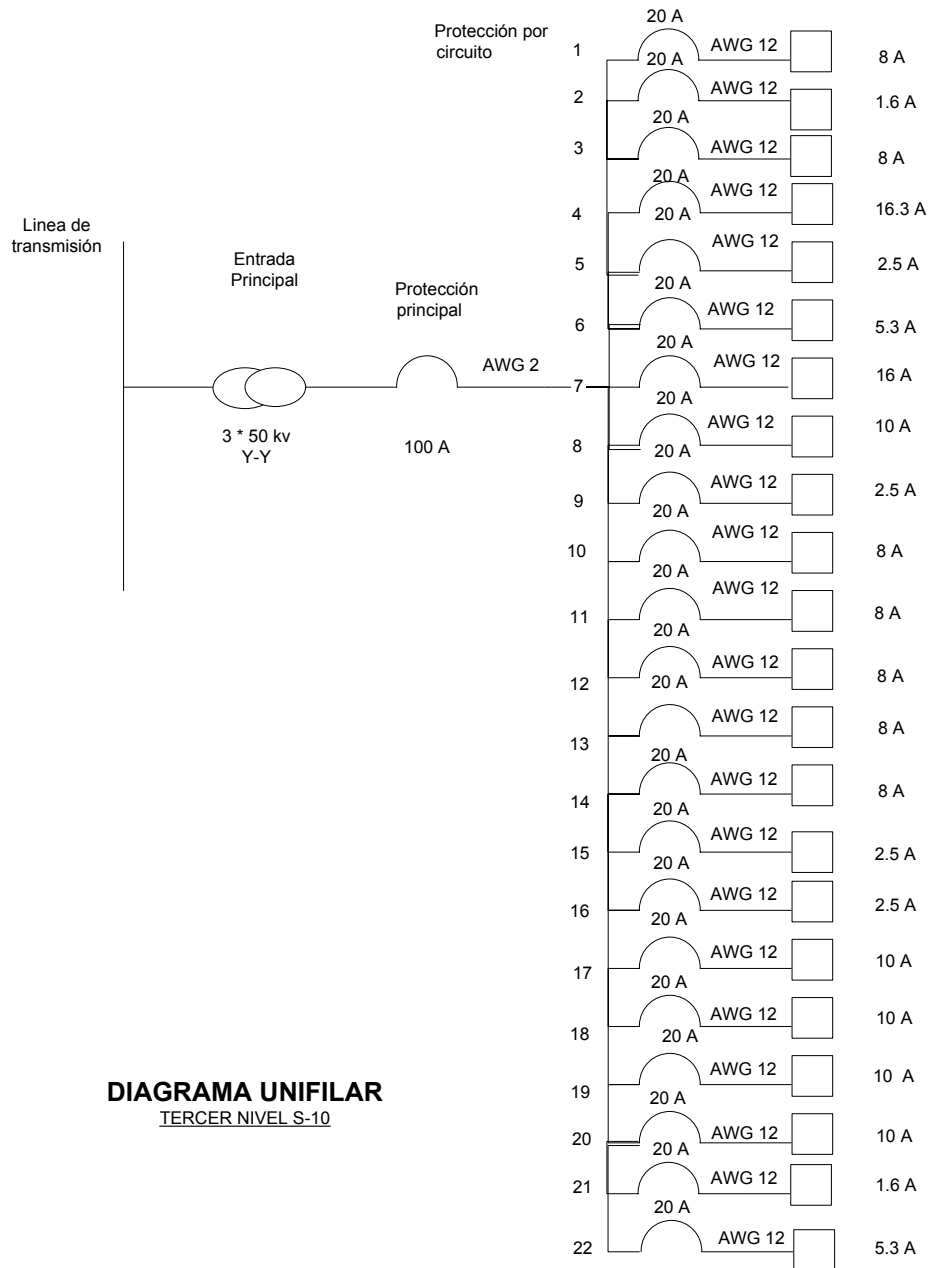 Protección por
circuito
Linea de
transmisión
Entrada
Principal
3 * 50 kv
Y-Y
Protección
principal
100 A
AWG 2
1 20 A AWG 12 8 A
2 20 A AWG 12 1.6 A
3 20 A AWG 12 8 A
4 20 A AWG 12 16.3 A
5 20 A AWG 12 2.5 A
6 20 A AWG 12 5.3 A
7 20 A AWG 12 16 A
8 20 A AWG 12 10 A
9 20 A AWG 12 2.5 A
10 20 A AWG 12 8 A
11 20 A AWG 12 8 A
12 20 A AWG 12 8 A
13 20 A AWG 12 8 A
14 20 A AWG 12 8 A
15 20 A AWG 12 2.5 A
16 20 A AWG 12 2.5 A
17 20 A AWG 12 10 A
18 20 A AWG 12 10 A
19 20 A AWG 12 10 A
20 20 A AWG 12 10 A
21 20 A AWG 12 1.6 A
22 20 A AWG 12 5.3 A
DIAGRAMA UNIFILAR
TERCER NIVEL S-10